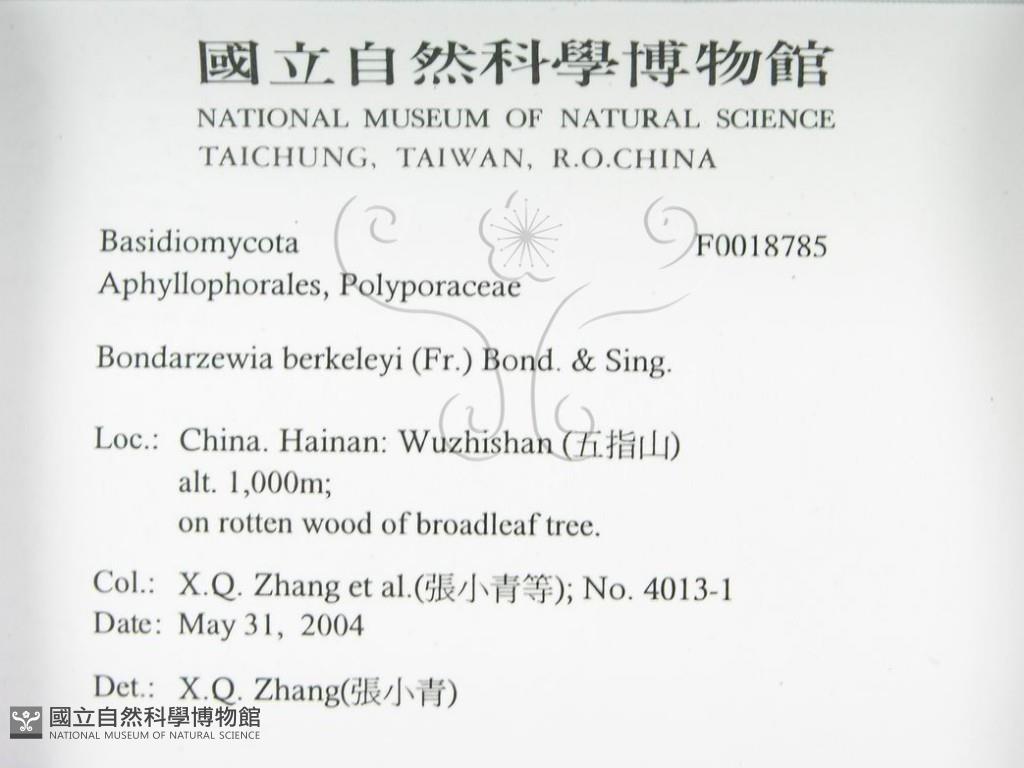 國立自然科學博物館
NATIONAL MUSEUM OF NATURAL SCIENCE
TAICHUNG, TAIWAN, R.O.CHINA
Basidiomycota F0018785
Aphyllophorales, Polyporaceae
Bondarzewia berkeleyi (Fr.) Bond. & Sing.
Loc.: China. Hainan: Wuzhishan (五指山)
alt. 1,000m;
on rotten wood of broadleaf tree.
Col.: X.Q. Zhang et al.(張小青等); No. 4013-1
Date: May 31, 2004
Det.: X.Q. Zhang(張小青)
國立自然科學博物館
NATIONAL MUSEUM OF NATURAL SCIENCE